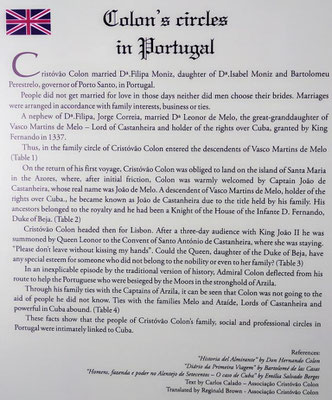 Colon's circles
in Portugal
Cristóvão Colon married Dª.Filipa Moniz, daughter of Dª.Isabel Moniz and Bartolomeu
Perestrelo, governor of Porto Santo, in Portugal.
People did not get married for love in those days neither did men choose their brides. Marriages
were arranged in accordance with family interests, business or ties.
A nephew of Dª.Filipa, Jorge Correia, married Dª Leonor de Melo, the great-granddaughter of
Vasco Martins de Melo – Lord of Castanheira and holder of the rights over Cuba, granted by King
Fernando in 1337.
Thus, in the family circle of Cristóvão Colon entered the descendents of Vasco Martins de Melo
(Table 1)
On the return of his first voyage, Cristóvão Colon was obliged to land on the island of Santa Maria
in the Azores, where, after initial friction, Colon was warmly welcomed by Captain João de
Castanheira, whose real name was João de Melo. A descendent of Vasco Martins de Melo, holder of the
rights over Cuba., he became known as João de Castanheira due to the title held by his family. His
ancestors belonged to the royalty and he had been a Knight of the House of the Infante D. Fernando,
Duke of Beja. (Table 2)
Cristóvão Colon headed then for Lisbon. After a three-day audience with King João II he was
summoned by Queen Leonor to the Convent of Santo António de Castanheira, where she was staying.
"Please don't leave without kissing my hands". Could the Queen, daughter of the Duke of Beja, have
any special esteem for someone who did not belong to the nobility or even to her family? (Table 3)
In an inexplicable episode by the traditional version of history, Admiral Colon deflected from his
route to help the Portuguese who were besieged by the Moors in the stronghold of Arzila.
Through his family ties with the Captains of Arzila, it can be seen that Colon was not going to the
aid of people he did not know. Ties with the families Melo and Ataíde, Lords of Castanheira and
powerful in Cuba abound. (Table 4)
These facts show that the people of Cristóvão Colon's family, social and professional circles in
Portugal were intimately linked to Cuba.
References:
"Historia del Almirante" by Don Hernando Colon
"Diário da Primeira Viagem" by Bartolomé de las Casas
"Homens, fazenda e poder no Alentejo de Setecentos – O caso de Cuba" by Emília Salvado Borges
Text by Carlos Calado – Associação Cristóvão Colon
Translated by Reginald Brown - Associação Cristóvão Colon